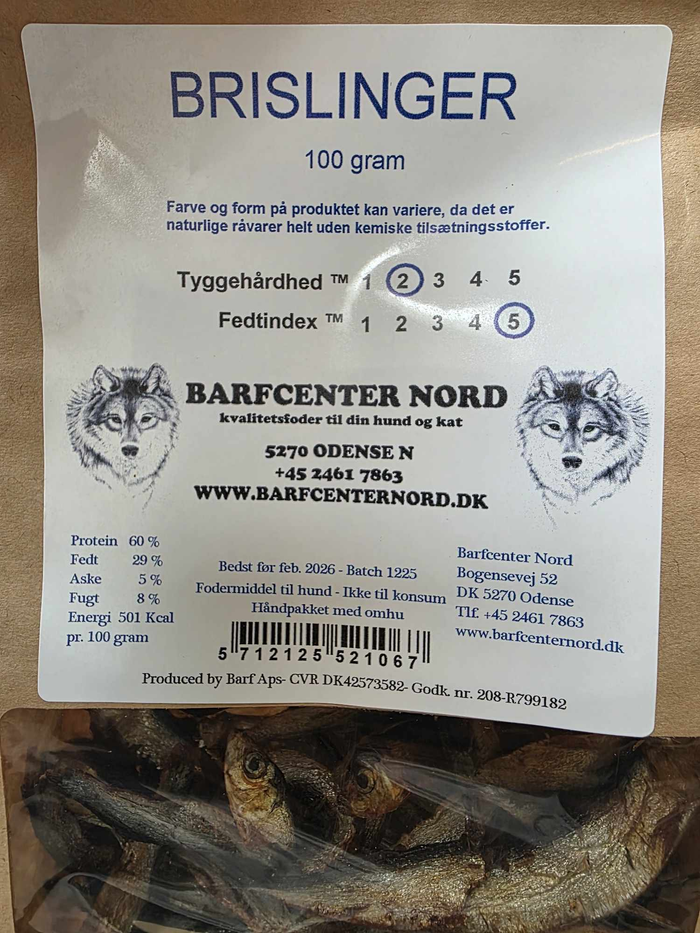 BRISLINGER
100 gram
Farve og form på produktet kan variere, da det er
naturlige råvarer helt uden kemiske tilsætningsstoffer.
Tyggehårdhed ™ 1 2 3 4 5
Fedtindex ™ 1 2 3 4 5
BARFCENTER NORD
kvalitetsfoder til din hund og kat
5270 ODENSE N
+45 2461 7863
WWW.BARFCENTERNORD.DK
Protein 60 %
Fedt 29 %
Aske 5 %
Fugt 8 %
Energi 501 Kcal
pr. 100 gram
Bedst før feb. 2026 - Batch 1225
Fodermiddel til hund - Ikke til konsum
Håndpakket med omhu
5 712125 521067
Barfcenter Nord
Bogensevej 52
DK 5270 Odense
Tlf. +45 2461 7863
www.barfcenternord.dk
Produced by Barf Aps- CVR DK42573582- Godk. nr. 208-R799182